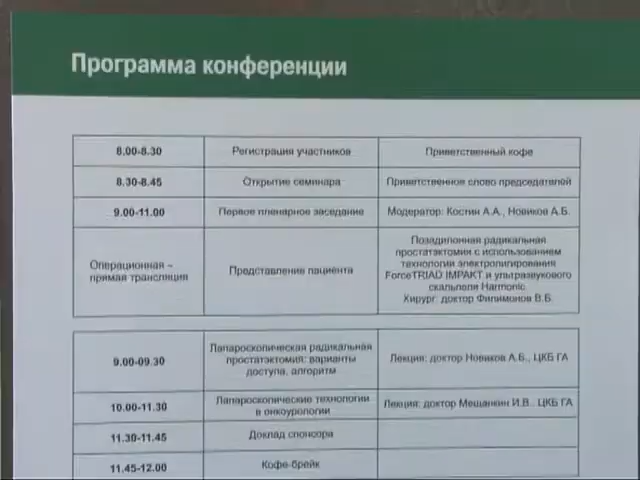 Программа конференции
8.00-8.30 Регистрация участников Приветственный кофе
8.30-8.45 Открытие семинара Приветственное слово председателей
9.00-11.00 Первое пленарное заседание Модератор: Костин А.А., Новиков А.Б.
Операционная –
прямая трансляция
Представление пациента
Позадилонная радикальная
простатэктомия с использованием
технологии электролигирования
ForceTRIAD IMPAKT и ультразвукового
скальпеля Harmonic
Хирург: доктор Филимонов В.Б.
9.00-09.30
Лапароскопическая радикальная
простатэктомия: варианты
доступа, алгоритм
Лекция: доктор Новиков А.Б., ЦКБ ГА
10.00-11.30
Лапароскопические технологии
в онкоурологии
Лекция: доктор Мещанкин И.В., ЦКБ ГА
11.30-11.45 Доклад спонсора
11.45-12.00 Кофе-брейк